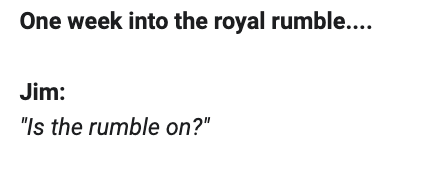 One week into the royal rumble....
Jim:
"Is the rumble on?"